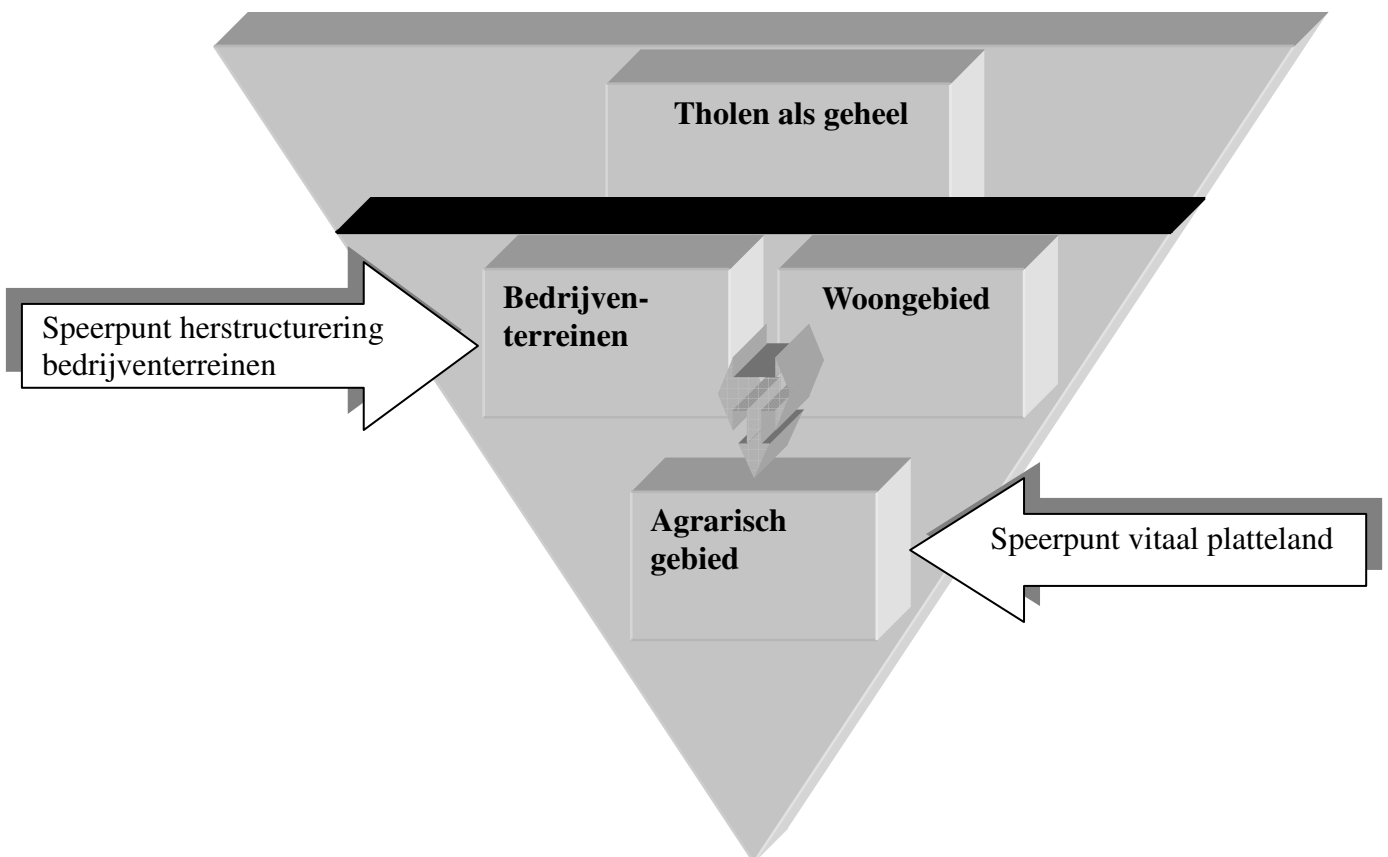 Tholen als geheel
Bedrijven-
terreinen
Woongebied
Speerpunt herstructurering
bedrijventerreinen
Agrarisch
gebied
Speerpunt vitaal platteland